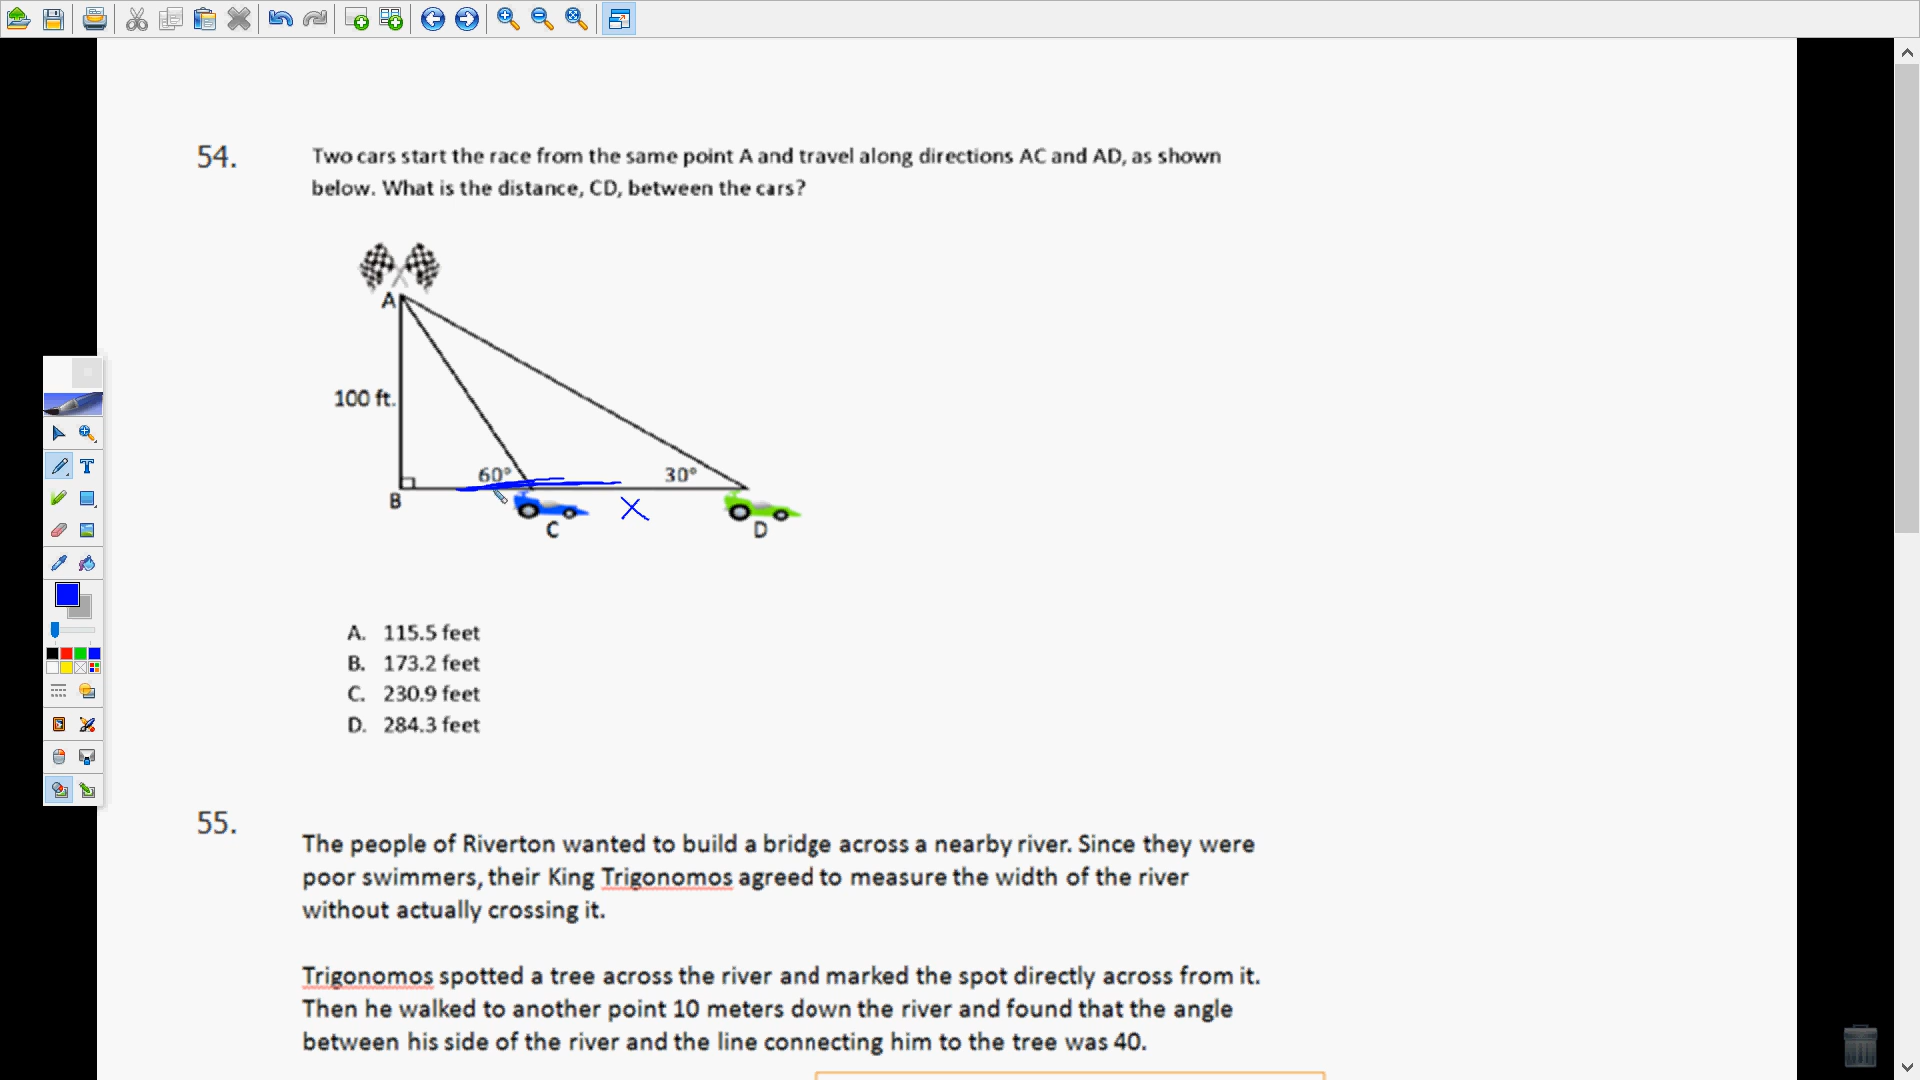 54.
Two cars start the race from the same point A and travel along directions AC and AD, as shown
below. What is the distance, CD, between the cars?
A
100 ft.
60°
30°
B
X
C
D
A. 115.5 feet
B. 173.2 feet
C. 230.9 feet
D. 284.3 feet
55.
The people of Riverton wanted to build a bridge across a nearby river. Since they were
poor swimmers, their King Trigonomos agreed to measure the width of the river
without actually crossing it.
Trigonomos spotted a tree across the river and marked the spot directly across from it.
Then he walked to another point 10 meters down the river and found that the angle
between his side of the river and the line connecting him to the tree was 40.